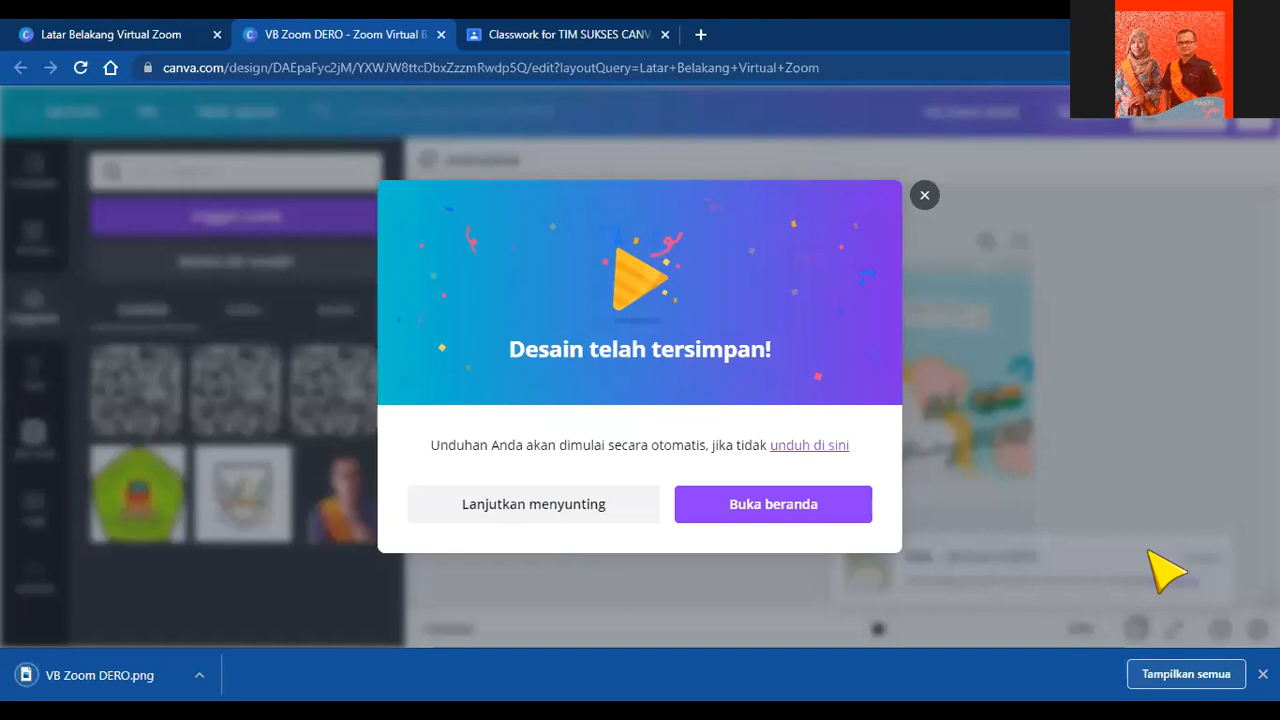 Latar Belakang Virtual Zoom
VB Zoom DERO - Zoom Virtual B
Classwork for TIM SUKSES CANV
canva.com/design/DAEpaFyc2jM/YXWJW8ttcDbxZzzmRwdp5Q/edit?layoutQuery=Latar+Belakang+Virtual+Zoom
PASTI
Desain telah tersimpan!
Unduhan Anda akan dimulai secara otomatis, jika tidak unduh di sini
Lanjutkan menyunting
Buka beranda
VB Zoom DERO.png
Tampilkan semua